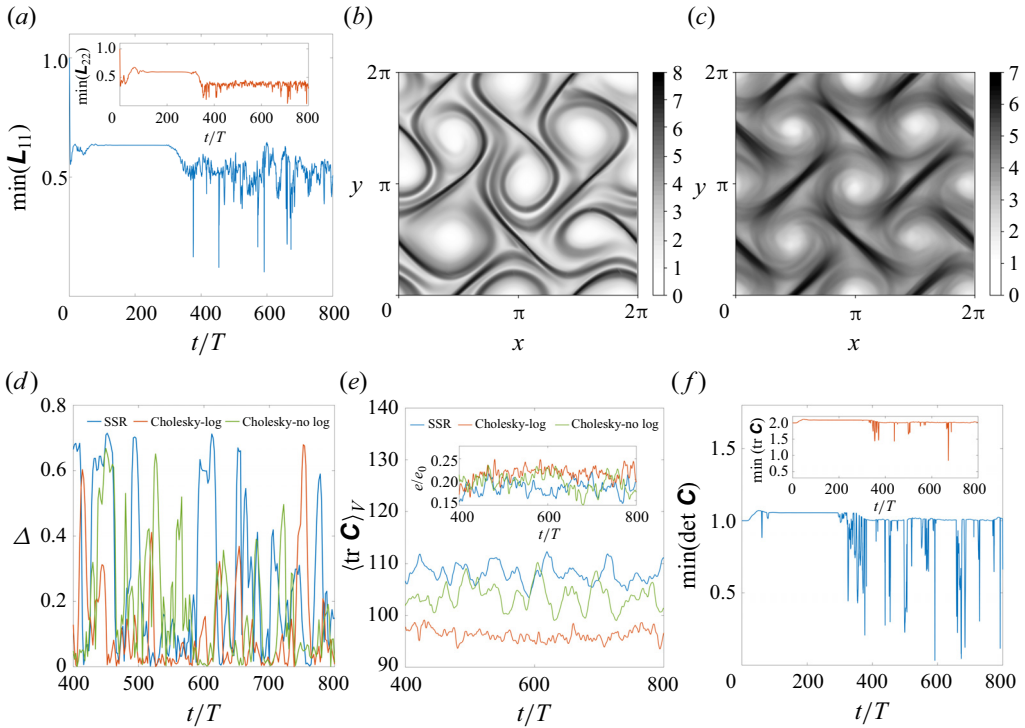 (a)
1.0
0.5
min(L11)
0 200 400 600 800
t/T
1.0
0.5
min(L22)
0 200 400 600 800
t/T
(b)
2π
y π
0
π 2π
x
8
7
6
5
4
3
2
1
0
(c)
2π
y π
0
π 2π
x
7
6
5
4
3
2
1
0
(d)
SSR Cholesky-log Cholesky-no log
0.8
0.6
Δ 0.4
0.2
0
400 500 600 700 800
t/T
(e)
140
SSR Cholesky-log Cholesky-no log
130
120
110
100
90
⟨tr C⟩V
400 600 800
t/T
e/e0
0.25
0.20
0.15
400 600 800
t/T
(f)
1.5
1.0
0.5
min(det C)
0 200 400 600 800
t/T
min (tr C)
2.0
1.5
1.0
0.5
0 200 400 600 800
t/T